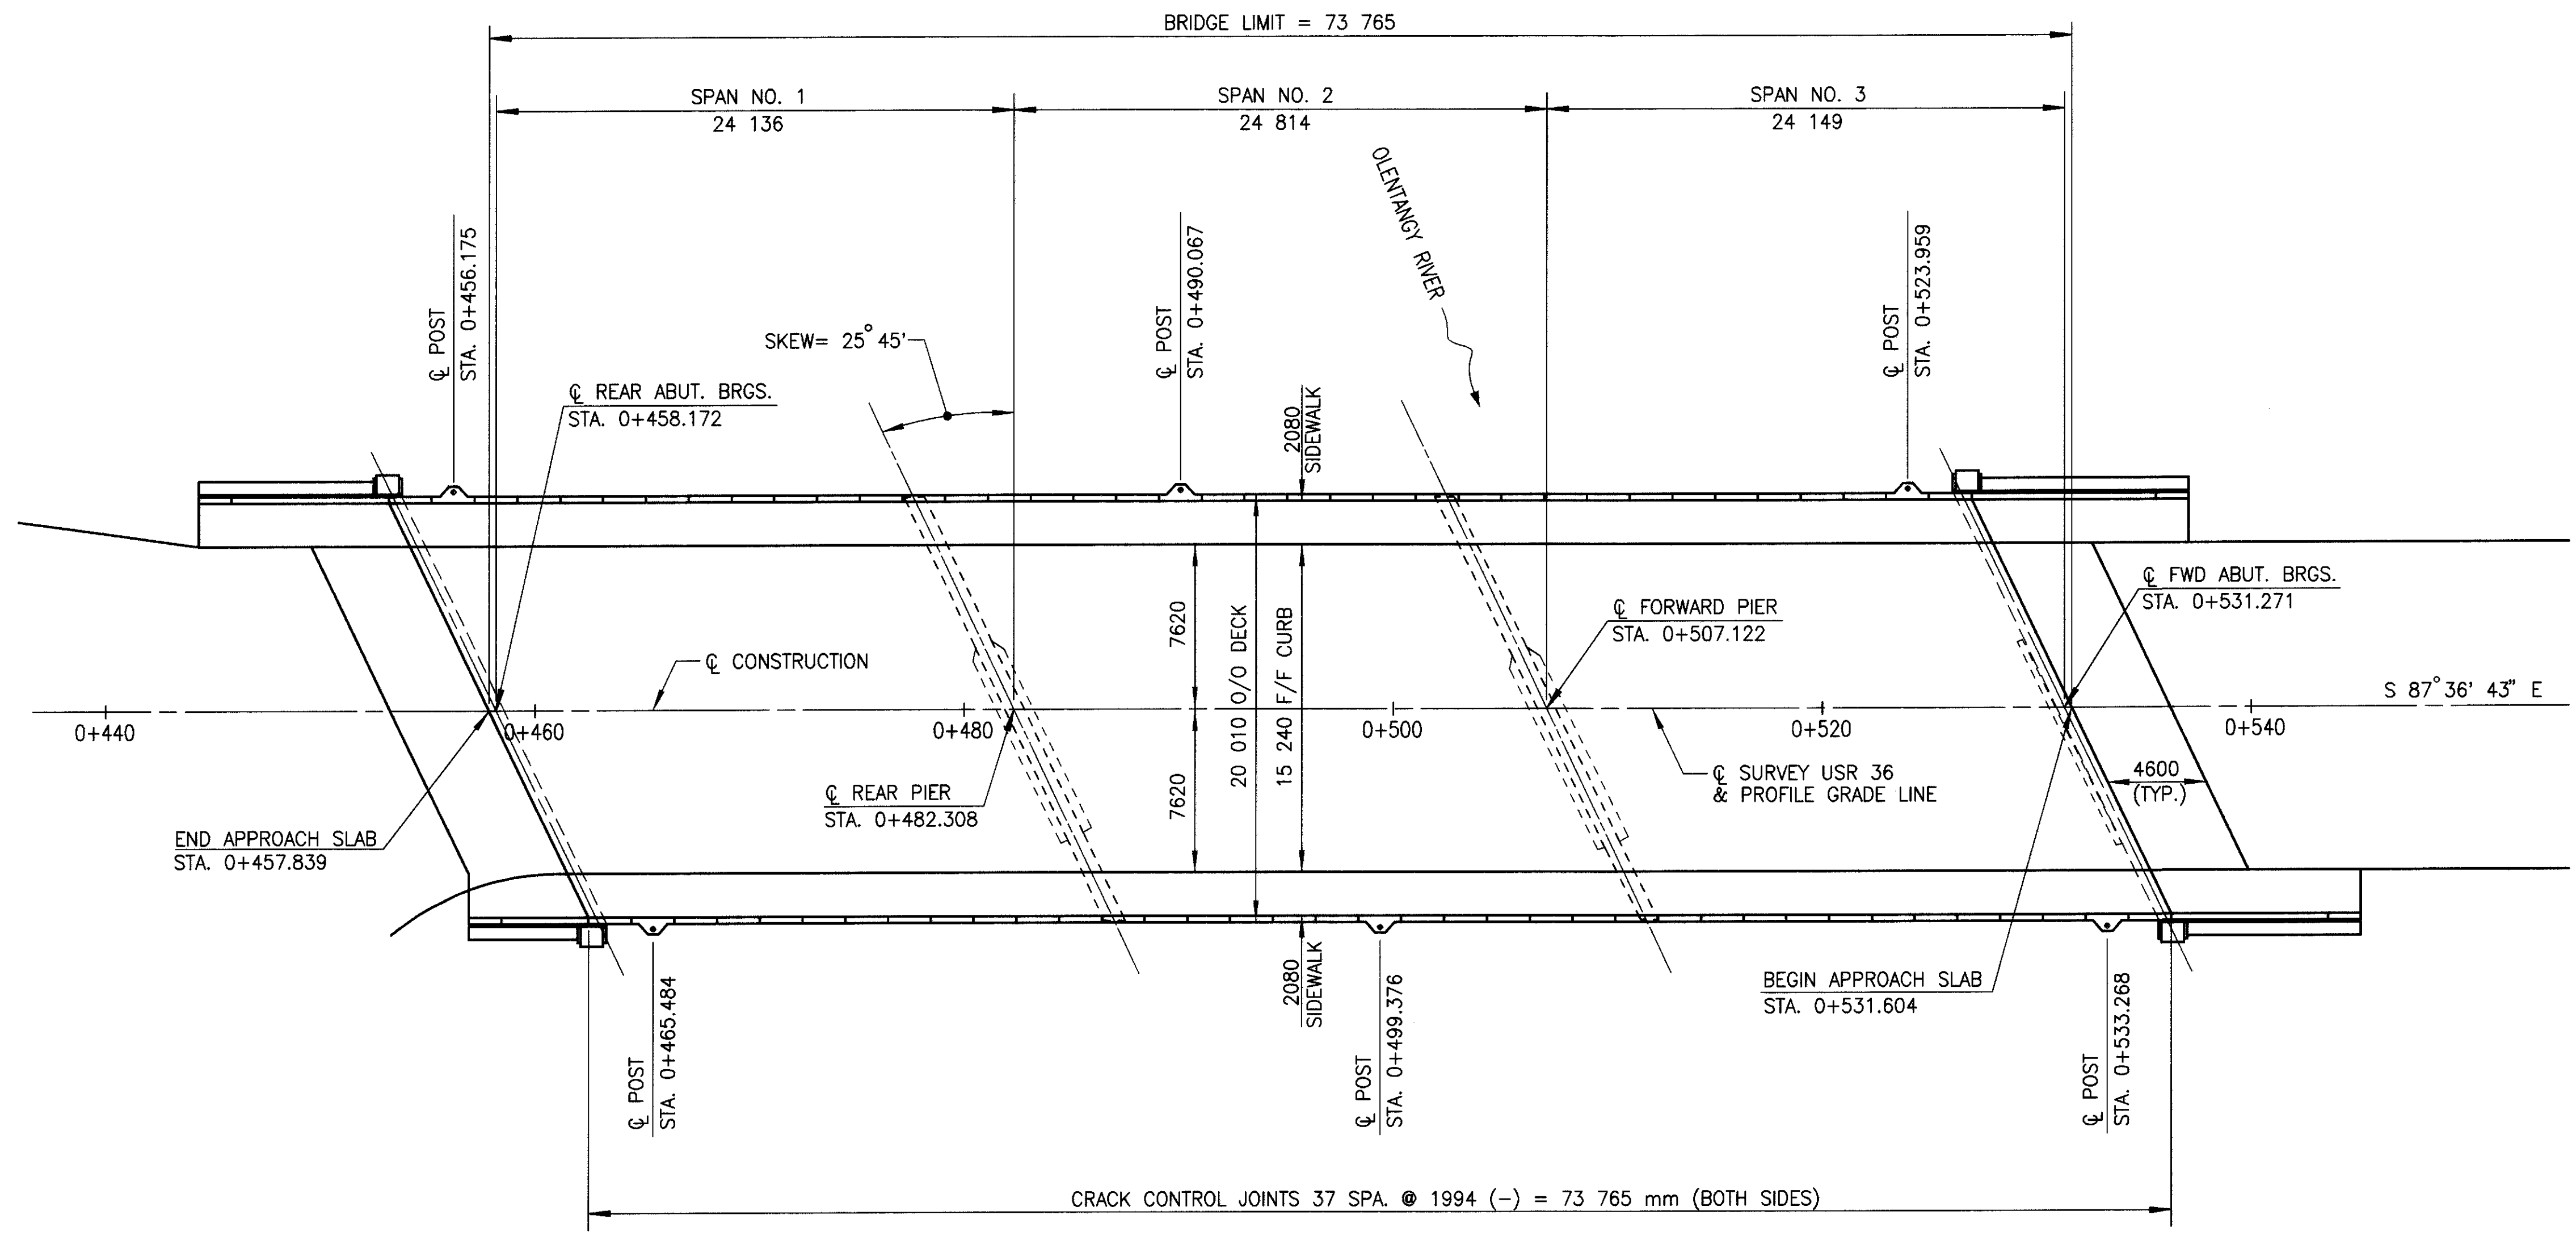 BRIDGE LIMIT = 73 765
SPAN NO. 1
24 136
SPAN NO. 2
24 814
SPAN NO. 3
24 149
OLENTANGY RIVER
℄ POST
STA. 0+456.175
℄ POST
STA. 0+490.067
℄ POST
STA. 0+523.959
SKEW= 25° 45'
℄ REAR ABUT. BRGS.
STA. 0+458.172
2080
SIDEWALK
℄ FWD ABUT. BRGS.
STA. 0+531.271
℄ FORWARD PIER
STA. 0+507.122
7620
20 010 O/O DECK
15 240 F/F CURB
℄ CONSTRUCTION
S 87° 36' 43" E
0+440
0+460
0+480
0+500
0+520
0+540
7620
℄ REAR PIER
STA. 0+482.308
℄ SURVEY USR 36
& PROFILE GRADE LINE
4600
(TYP.)
END APPROACH SLAB
STA. 0+457.839
2080
SIDEWALK
BEGIN APPROACH SLAB
STA. 0+531.604
℄ POST
STA. 0+465.484
℄ POST
STA. 0+499.376
℄ POST
STA. 0+533.268
CRACK CONTROL JOINTS 37 SPA. @ 1994 (-) = 73 765 mm (BOTH SIDES)